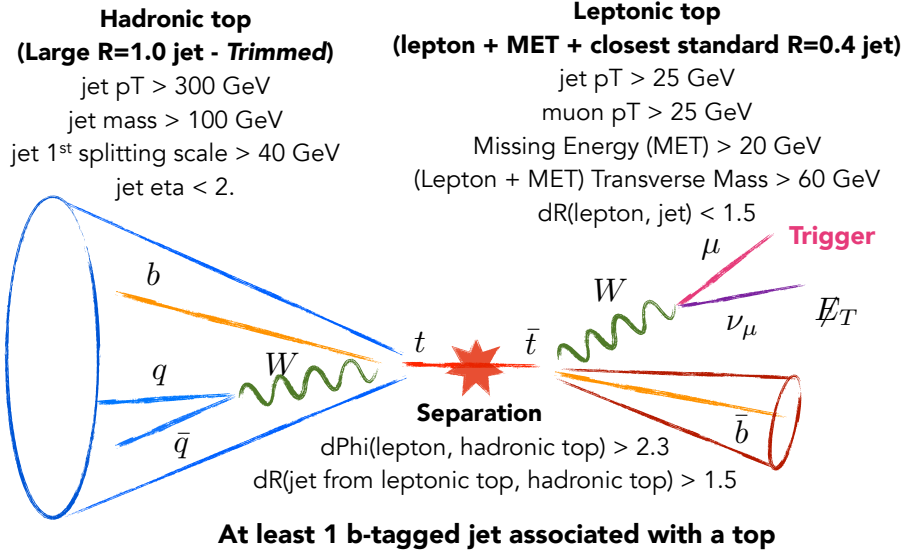 Hadronic top
(Large R=1.0 jet - Trimmed)
jet pT > 300 GeV
jet mass > 100 GeV
jet 1st splitting scale > 40 GeV
jet eta < 2.
Leptonic top
(lepton + MET + closest standard R=0.4 jet)
jet pT > 25 GeV
muon pT > 25 GeV
Missing Energy (MET) > 20 GeV
(Lepton + MET) Transverse Mass > 60 GeV
dR(lepton, jet) < 1.5
μ
Trigger
b
W
ν_μ
E̸_T
t
t̄
q
W
q̄
b̄
Separation
dPhi(lepton, hadronic top) > 2.3
dR(jet from leptonic top, hadronic top) > 1.5
At least 1 b-tagged jet associated with a top